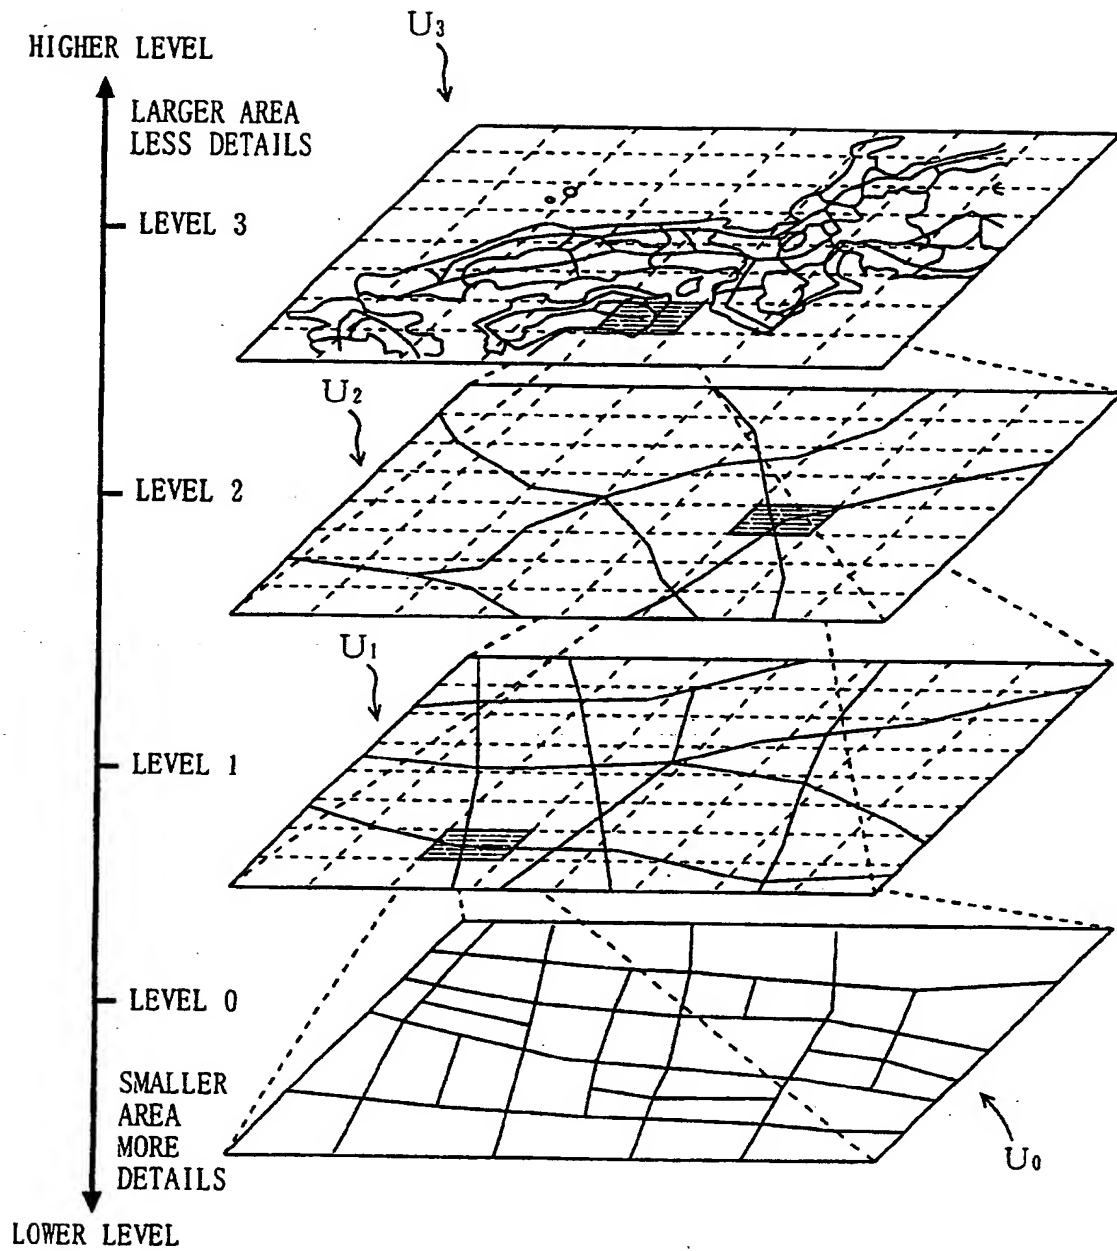 U3
HIGHER LEVEL
LARGER AREA
LESS DETAILS
LEVEL 3
U2
LEVEL 2
U1
LEVEL 1
LEVEL 0
SMALLER
AREA
MORE
DETAILS
U0
LOWER LEVEL